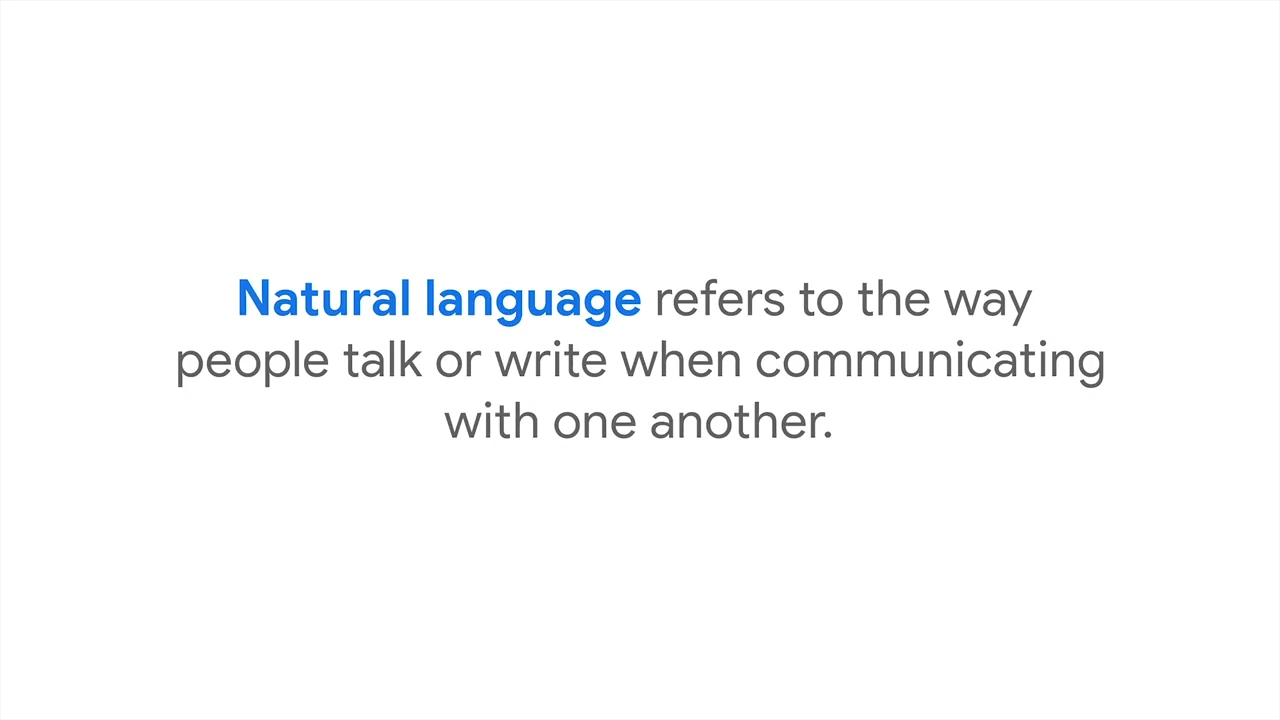 Natural language refers to the way
people talk or write when communicating
with one another.